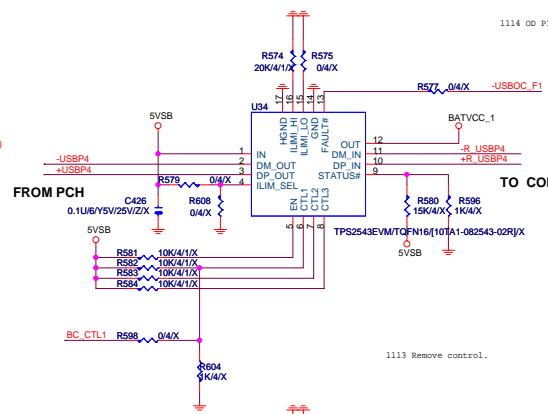 1114 OD P
R574
R575
20K/4/1/X
0/4/X
R577
0/4/X
-USBOC_F1
17
16
15
14
13
U34
HGND
ILIMI_HI
ILIMI_LO
GND
FAULT#
5VSB
BATVCC_1
OUT
12
1
IN
DM_IN
11
-R_USBP4
-USBP4
2
DM_OUT
DP_IN
10
+R_USBP4
+USBP4
3
DP_OUT
STATUS#
9
R579
0/4/X
4
ILIM_SEL
FROM PCH
TO CO
EN
CTL1
CTL2
CTL3
C426
0.1U/6/Y5V/25V/Z/X
R608
0/4/X
R580
15K/4/X
R596
1K/4/X
5
6
7
8
TPS2543EVM/TQFN16/[10TA1-082543-02R]/X
5VSB
5VSB
R581
10K/4/1/X
R582
10K/4/1/X
R583
10K/4/1/X
R584
10K/4/1/X
BC_CTL1
R598
0/4/X
1113 Remove control.
R604
1K/4/X